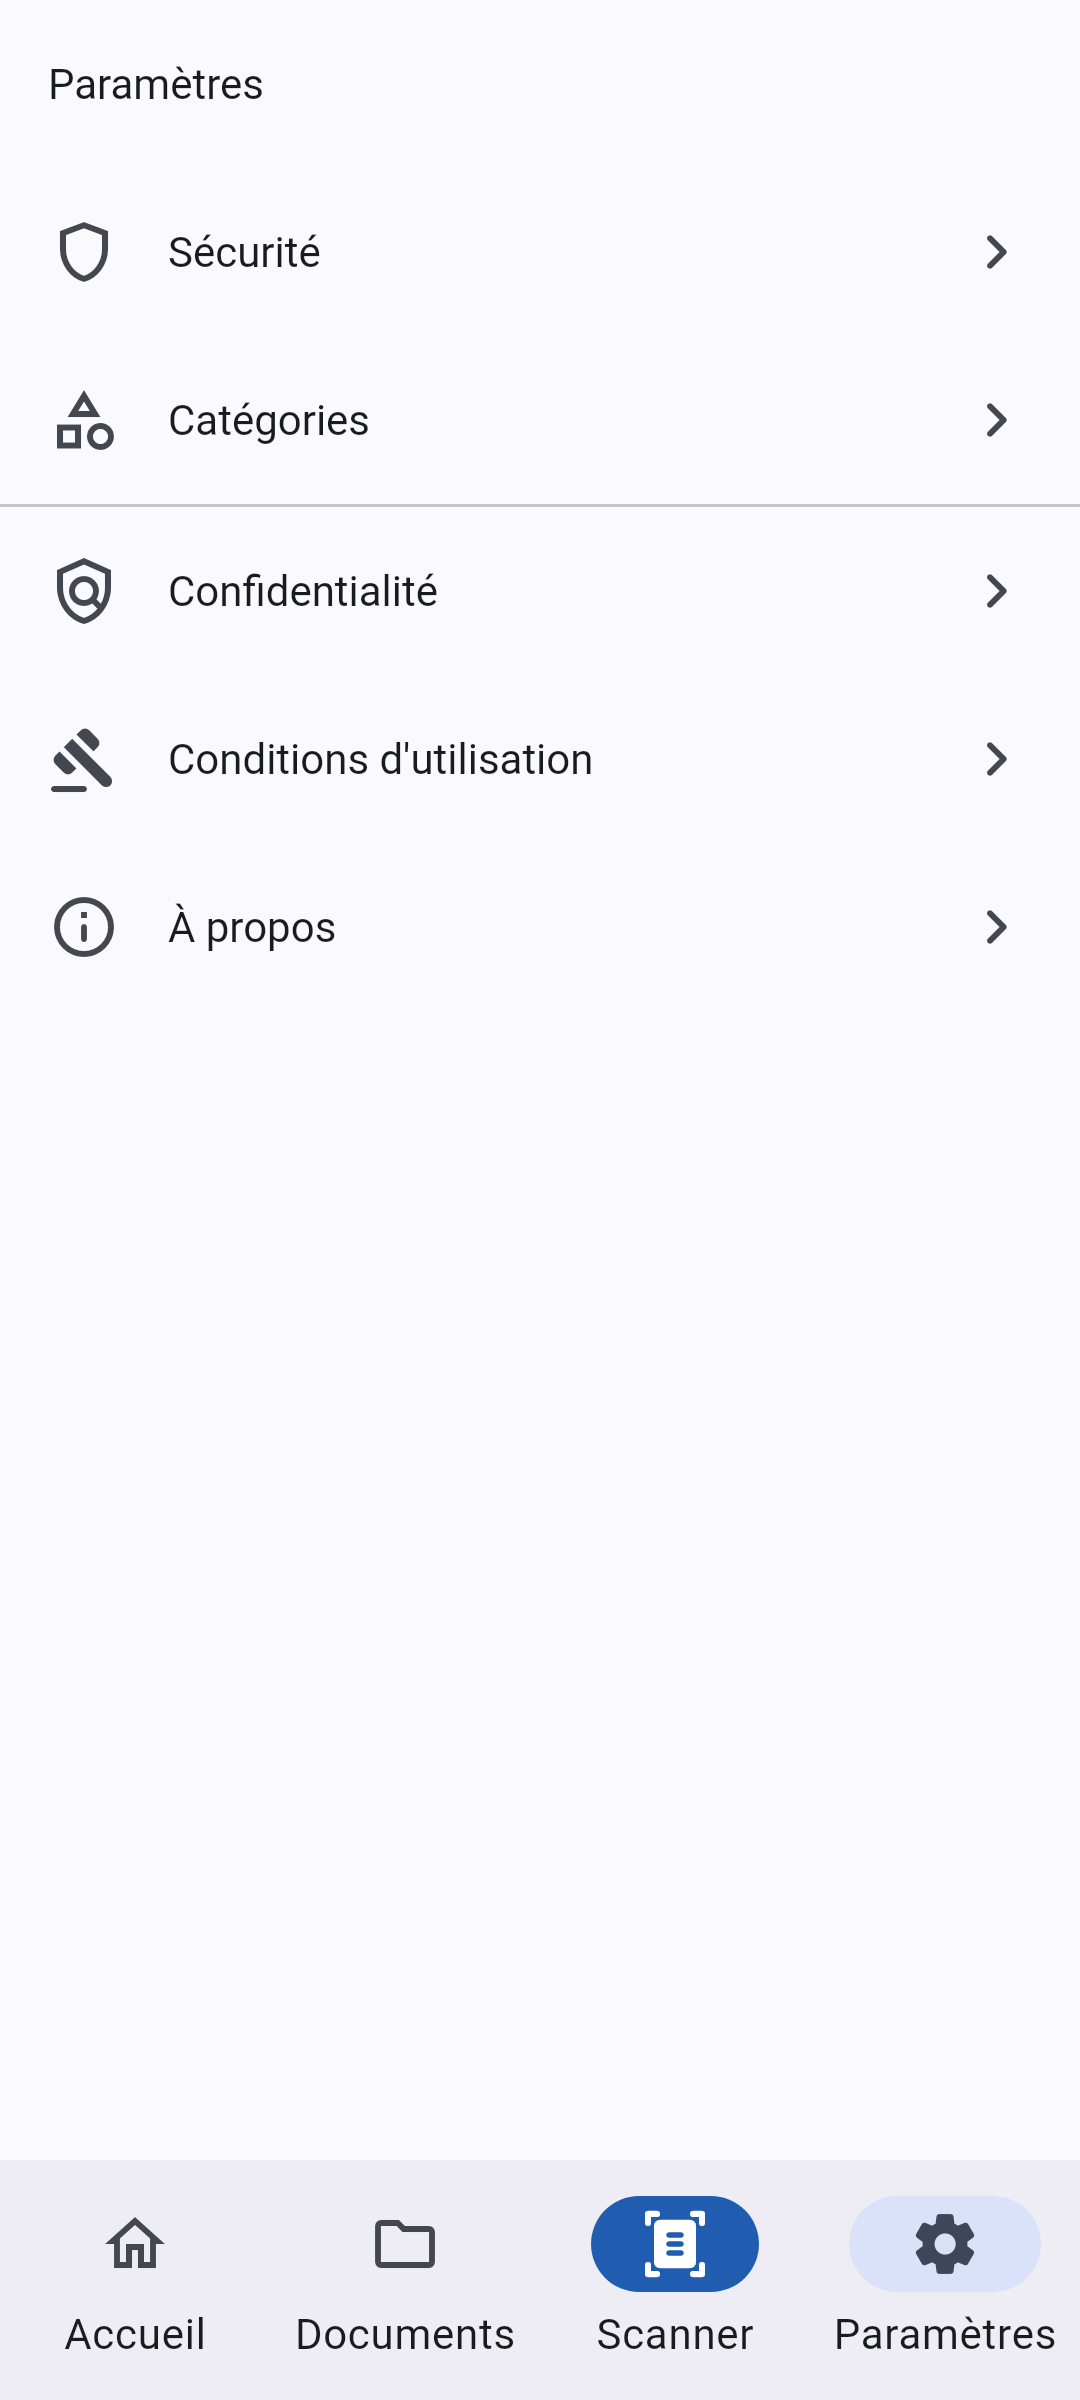 Paramètres
Sécurité
Catégories
Confidentialité
Conditions d'utilisation
À propos
Accueil
Documents
Scanner
Paramètres